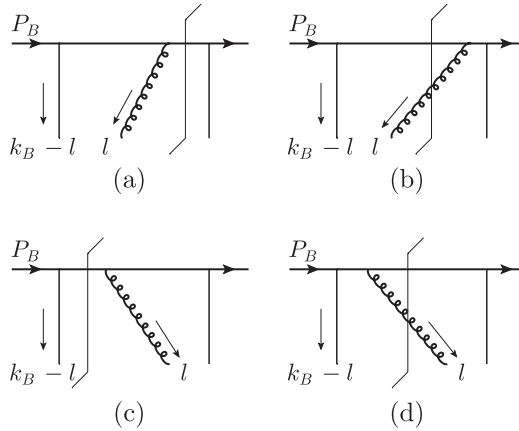 P_B P_B
k_B − l l k_B − l l
(a) (b)
P_B P_B
k_B − l l k_B − l l
(c) (d)